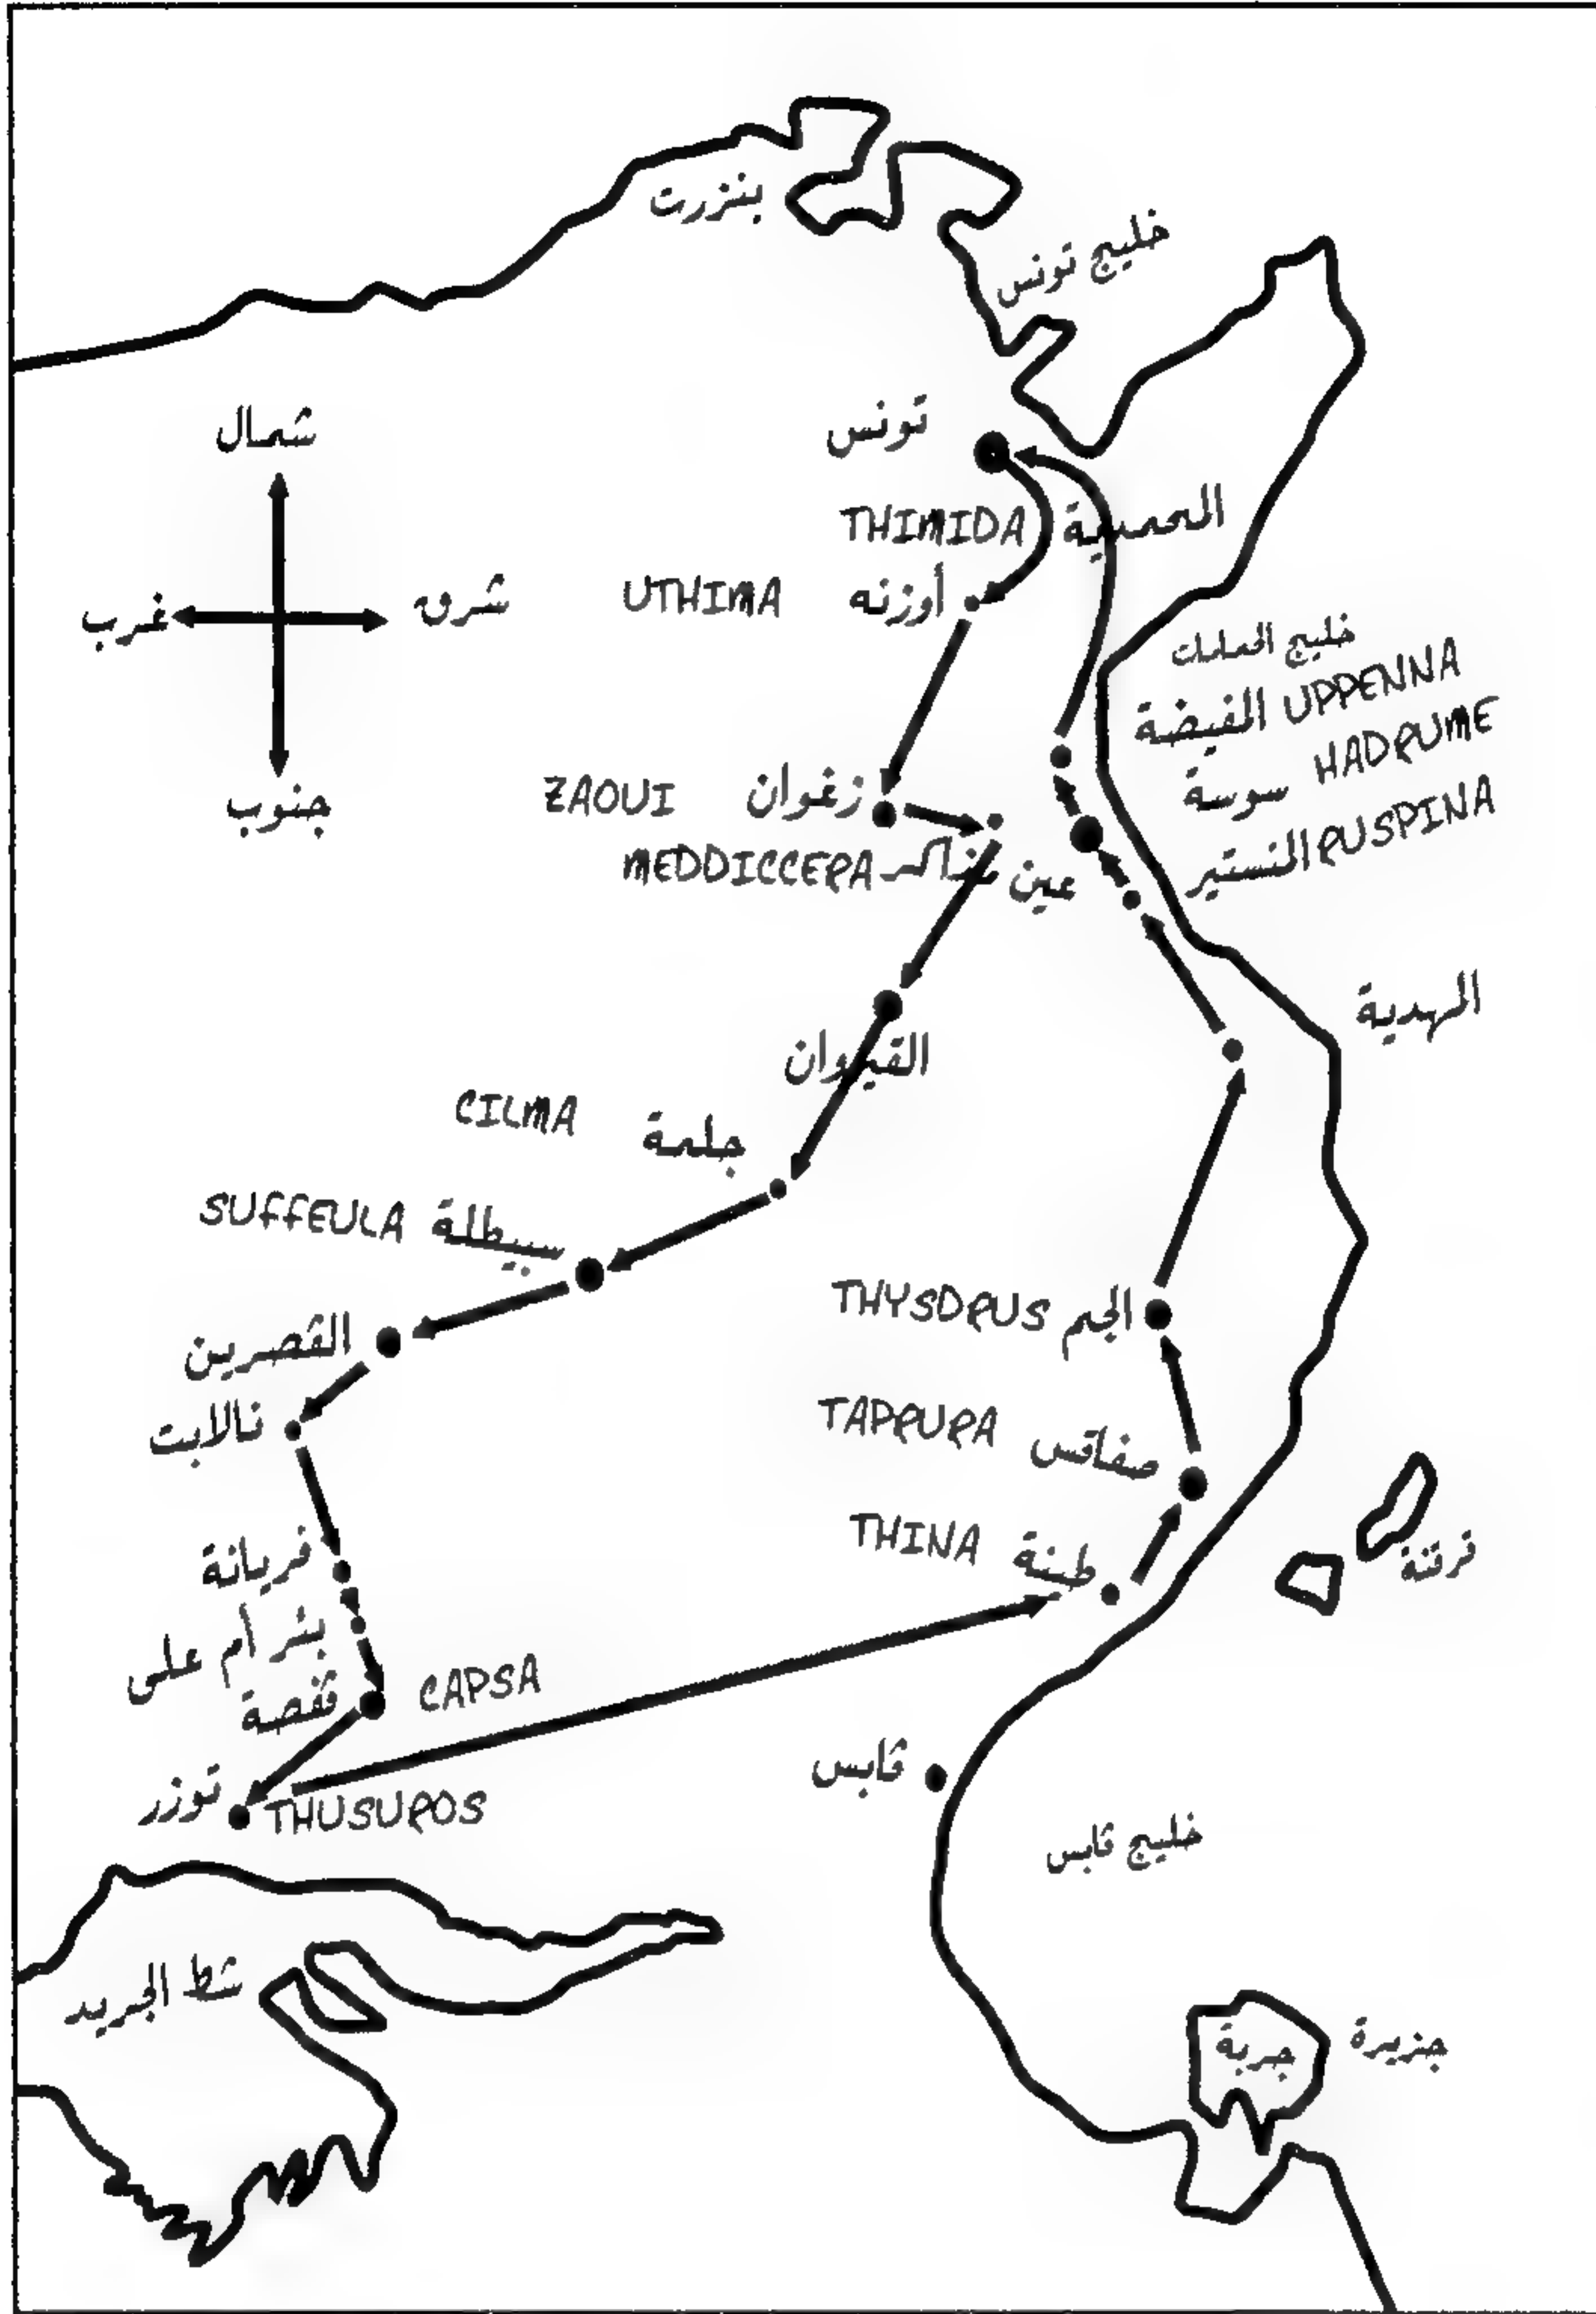 بنزرت
خليج تونس
شمال
تونس
THIMIDA المحمدية
غرب
شرق
UTHIMA أوزنه
جنوب
خليج الحمامات
الفيضة UPPENNA
سوسة HADRUME
المنستير RUSPINA
ZAOUI زغوان
MEDDICCERA عين
المهدية
القيروان
CILMA جلمة
SUFFEULA سبيطلة
THYSDRUS الجم
القصرين
TAPRURA صفاقس
نالابت
THINA طينة
قرقنة
فريانة
بئر أم على
قفصة CAPSA
قابس
توزر THUSUROS
خليج قابس
شط الجريد
جزيرة
جربة